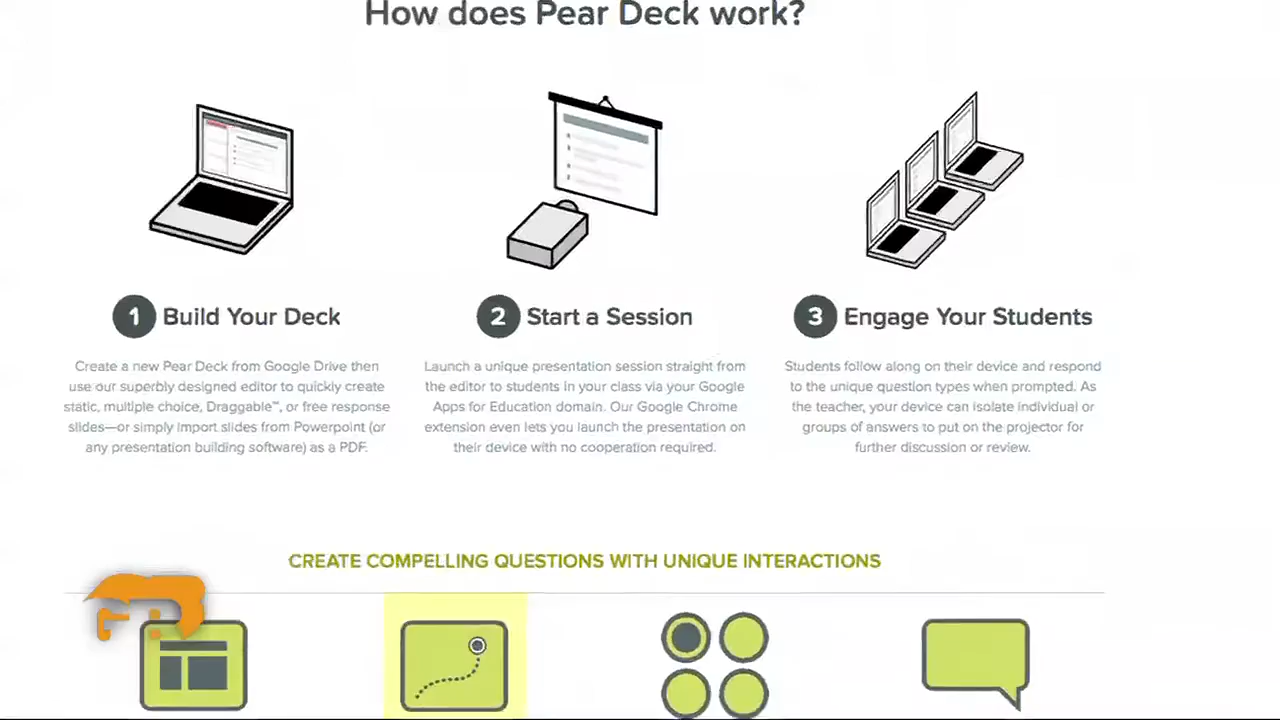 How does Pear Deck work?
1 Build Your Deck
Create a new Pear Deck from Google Drive then
use our superbly designed editor to quickly create
static, multiple choice, Draggable™, or free response
slides—or simply import slides from Powerpoint (or
any presentation building software) as a PDF.
2 Start a Session
Launch a unique presentation session straight from
the editor to students in your class via your Google
Apps for Education domain. Our Google Chrome
extension even lets you launch the presentation on
their device with no cooperation required.
3 Engage Your Students
Students follow along on their device and respond
to the unique question types when prompted. As
the teacher, your device can isolate individual or
groups of answers to put on the projector for
further discussion or review.
CREATE COMPELLING QUESTIONS WITH UNIQUE INTERACTIONS